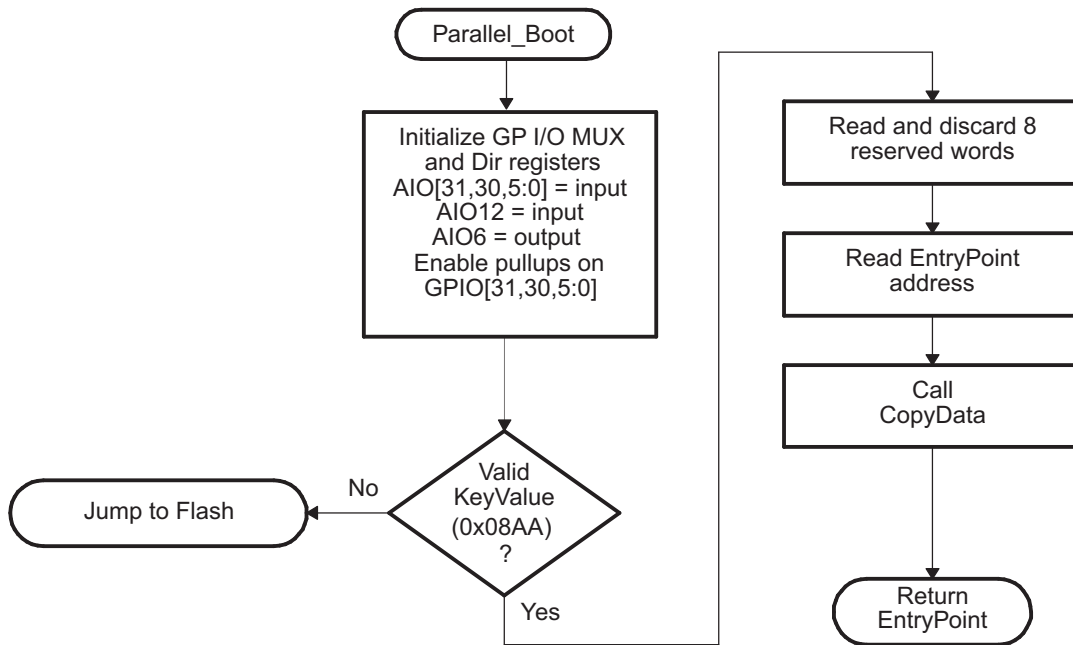 Parallel_Boot
Initialize GP I/O MUX
and Dir registers
AIO[31,30,5:0] = input
AIO12 = input
AIO6 = output
Enable pullups on
GPIO[31,30,5:0]
Valid
KeyValue
(0x08AA)
?
No
Jump to Flash
Yes
Read and discard 8
reserved words
Read EntryPoint
address
Call
CopyData
Return
EntryPoint